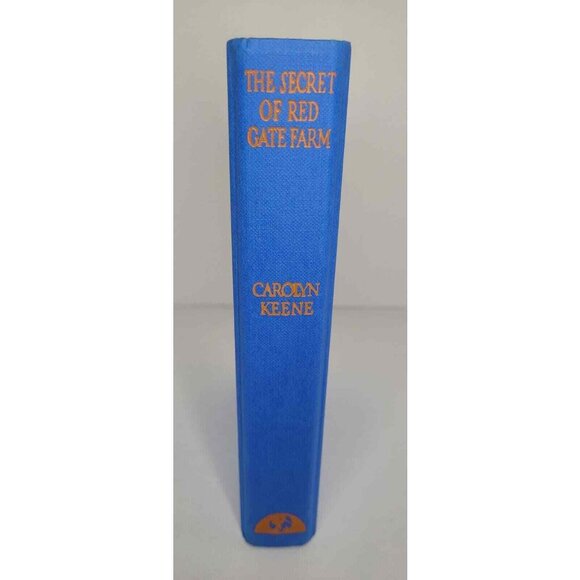 THE SECRET
OF RED
GATE FARM
CAROLYN
KEENE